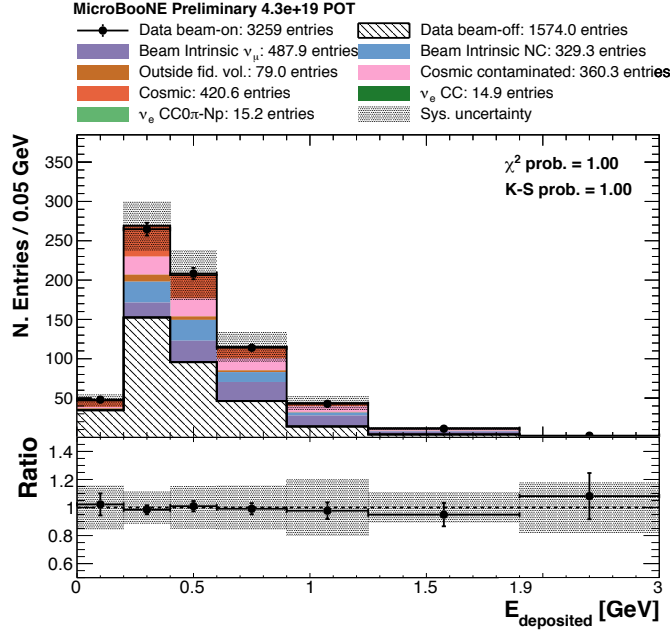 MicroBooNE Preliminary 4.3e+19 POT
Data beam-on: 3259 entries
Data beam-off: 1574.0 entries
Beam Intrinsic νμ: 487.9 entries
Beam Intrinsic NC: 329.3 entries
Outside fid. vol.: 79.0 entries
Cosmic contaminated: 360.3 entries
Cosmic: 420.6 entries
νe CC: 14.9 entries
νe CC0π-Np: 15.2 entries
Sys. uncertainty
N. Entries / 0.05 GeV
350
300
250
200
150
100
50
χ² prob. = 1.00
K-S prob. = 1.00
Ratio
1.4
1.2
1
0.8
0.6
0 0.5 1 1.5 1.9 3
Edeposited [GeV]